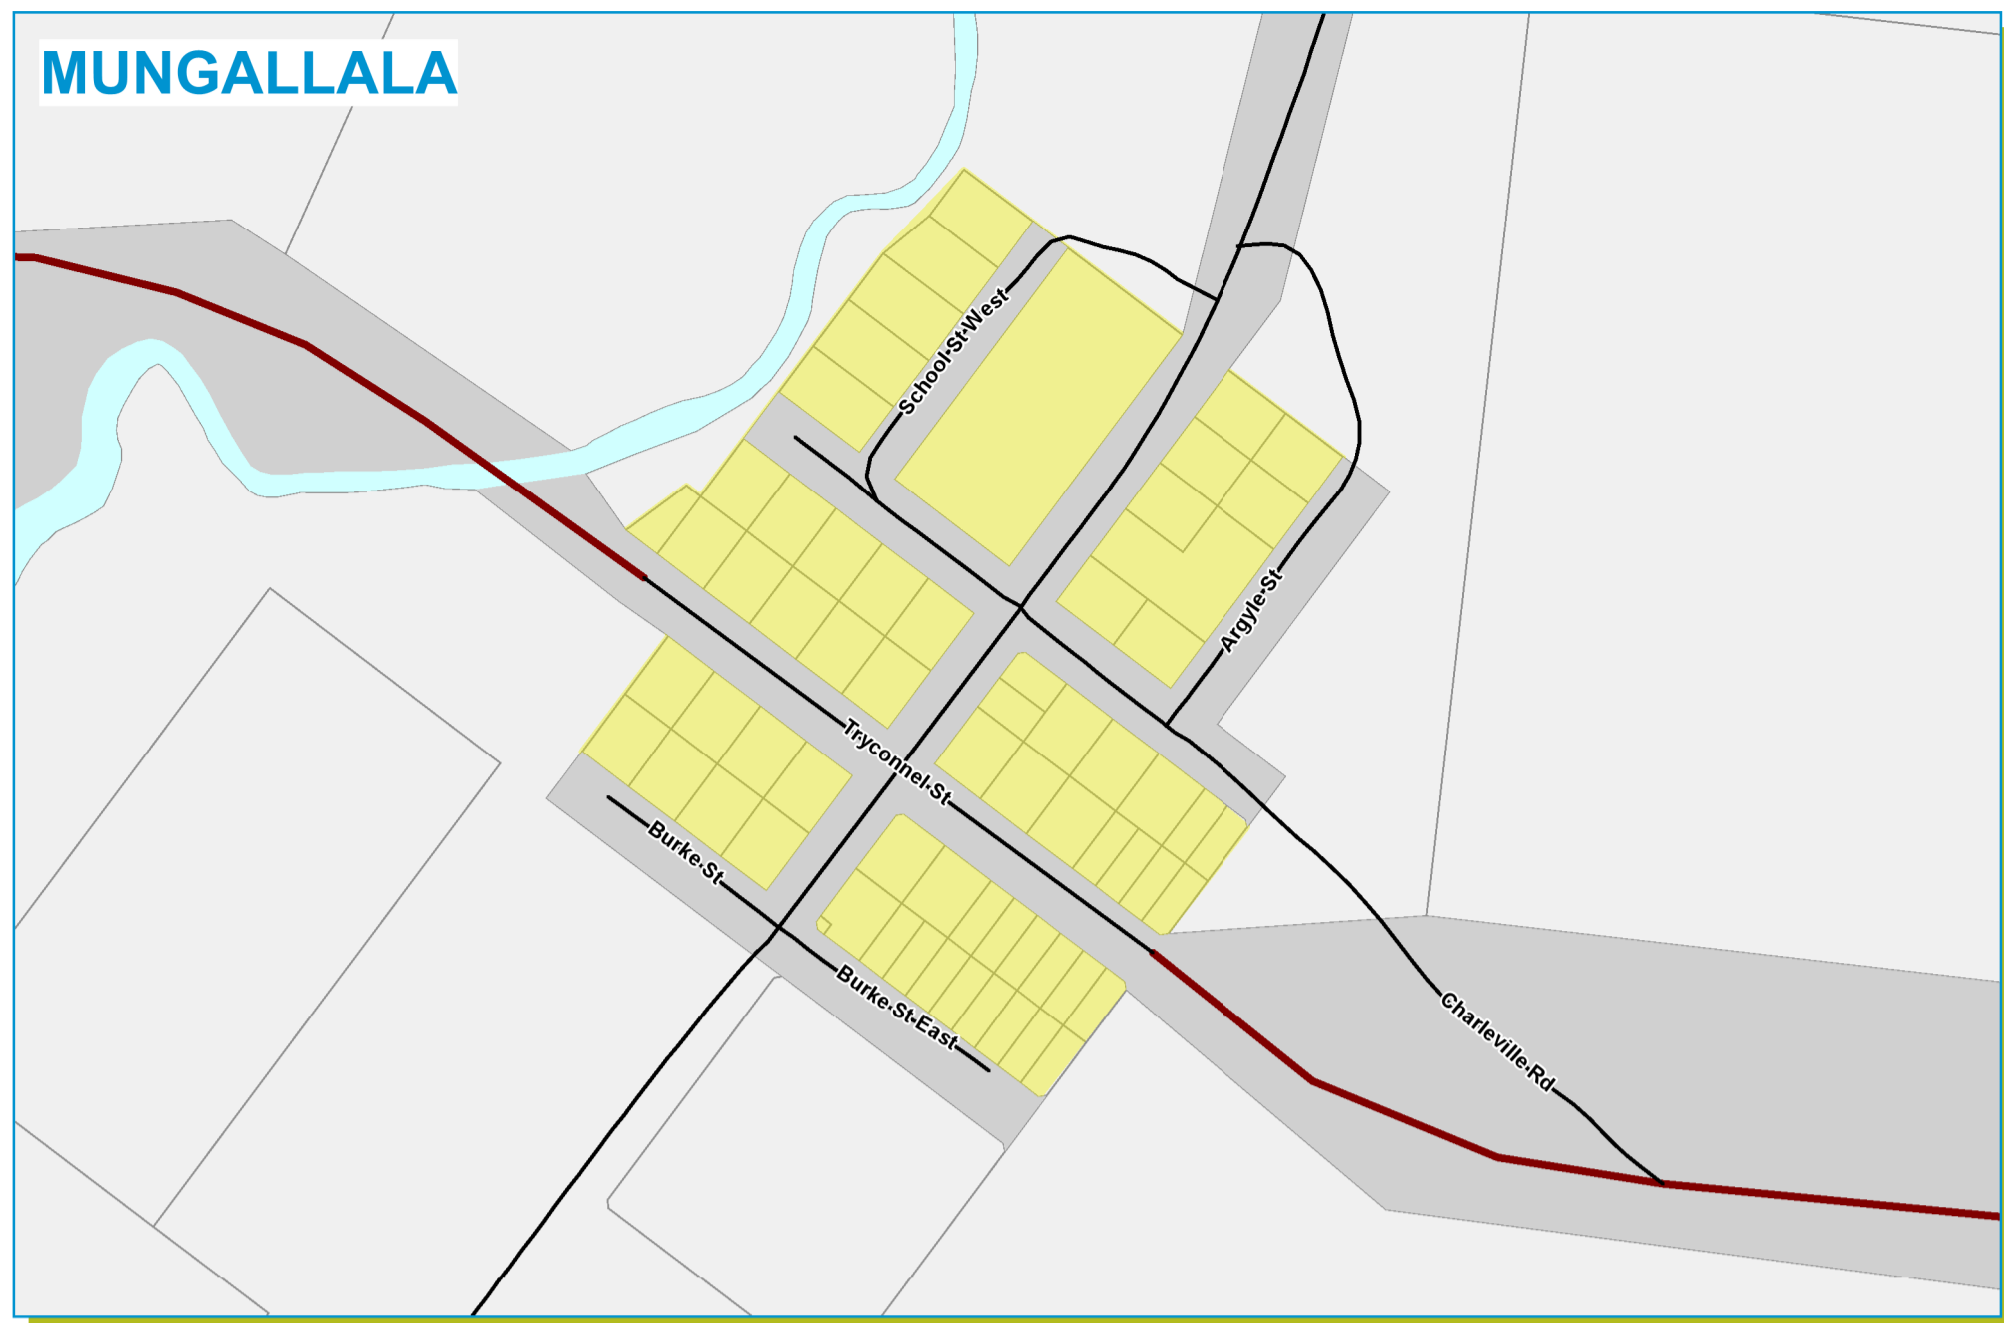 MUNGALLALA
School St West
Argyle St
Tryconnel St
Burke St
Burke St East
Charleville Rd